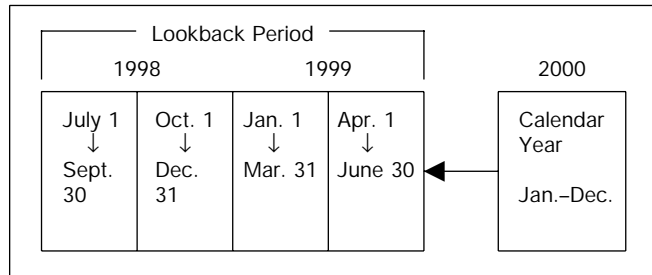 Lookback Period
1998 1999 2000
July 1 Oct. 1 Jan. 1 Apr. 1 Calendar
↓ ↓ ↓ ↓ Year
Sept. Dec. Mar. 31 June 30
30 31 Jan.–Dec.